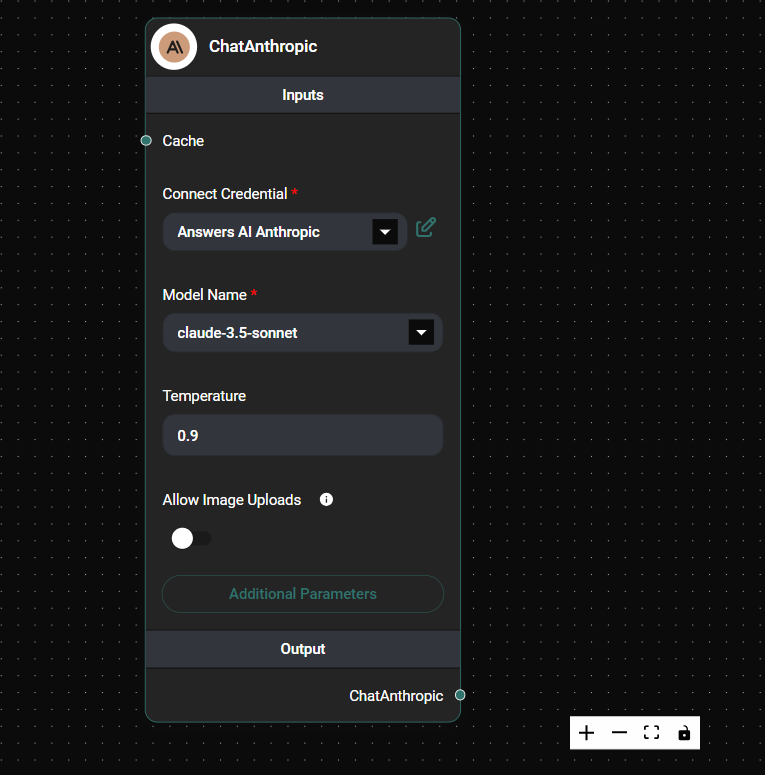 ChatAnthropic
Inputs
Cache
Connect Credential *
Answers AI Anthropic
Model Name *
claude-3.5-sonnet
Temperature
0.9
Allow Image Uploads
Additional Parameters
Output
ChatAnthropic